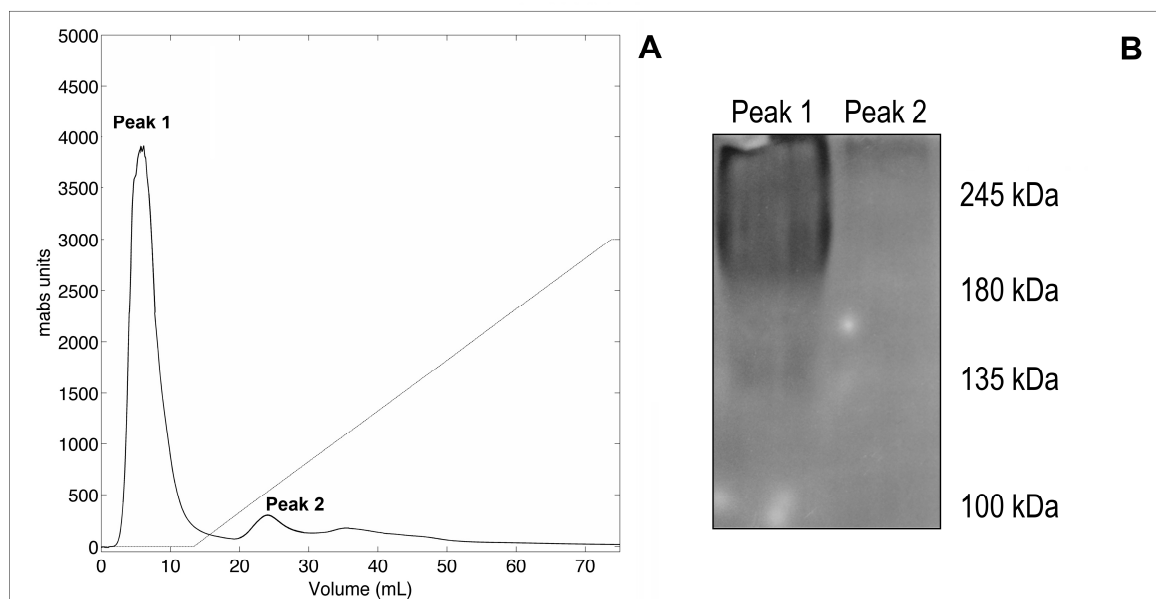 A
B
5000
4500
4000
3500
3000
2500
2000
1500
1000
500
0
mabs units
Peak 1
Peak 2
0 10 20 30 40 50 60 70
Volume (mL)
Peak 1 Peak 2
245 kDa
180 kDa
135 kDa
100 kDa